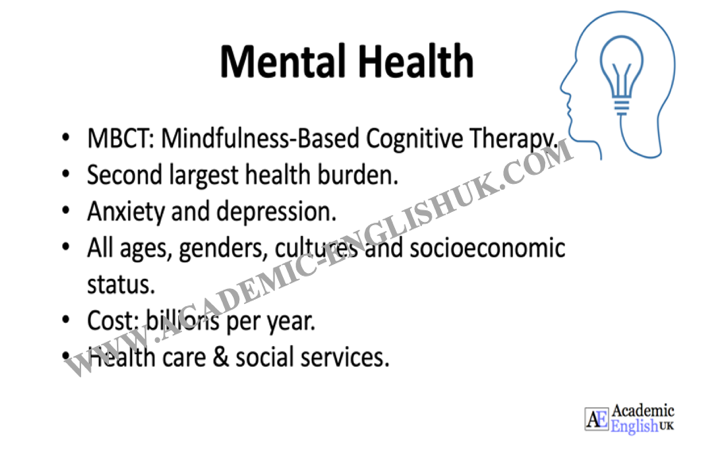 Mental Health
• MBCT: Mindfulness-Based Cognitive Therapy.
• Second largest health burden.
• Anxiety and depression.
• All ages, genders, cultures and socioeconomic
status.
• Cost: billions per year.
• Health care & social services.
WWW.ACADEMIC-ENGLISHUK.COM
AE Academic
English UK